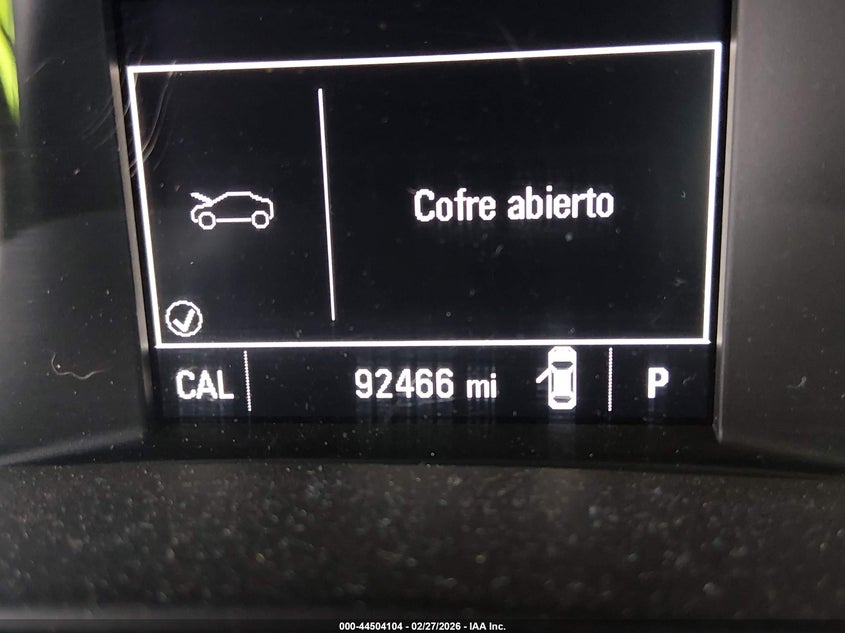 Cofre abierto
CAL 92466 mi P
000-44504104 - 02/27/2026 - IAA Inc.